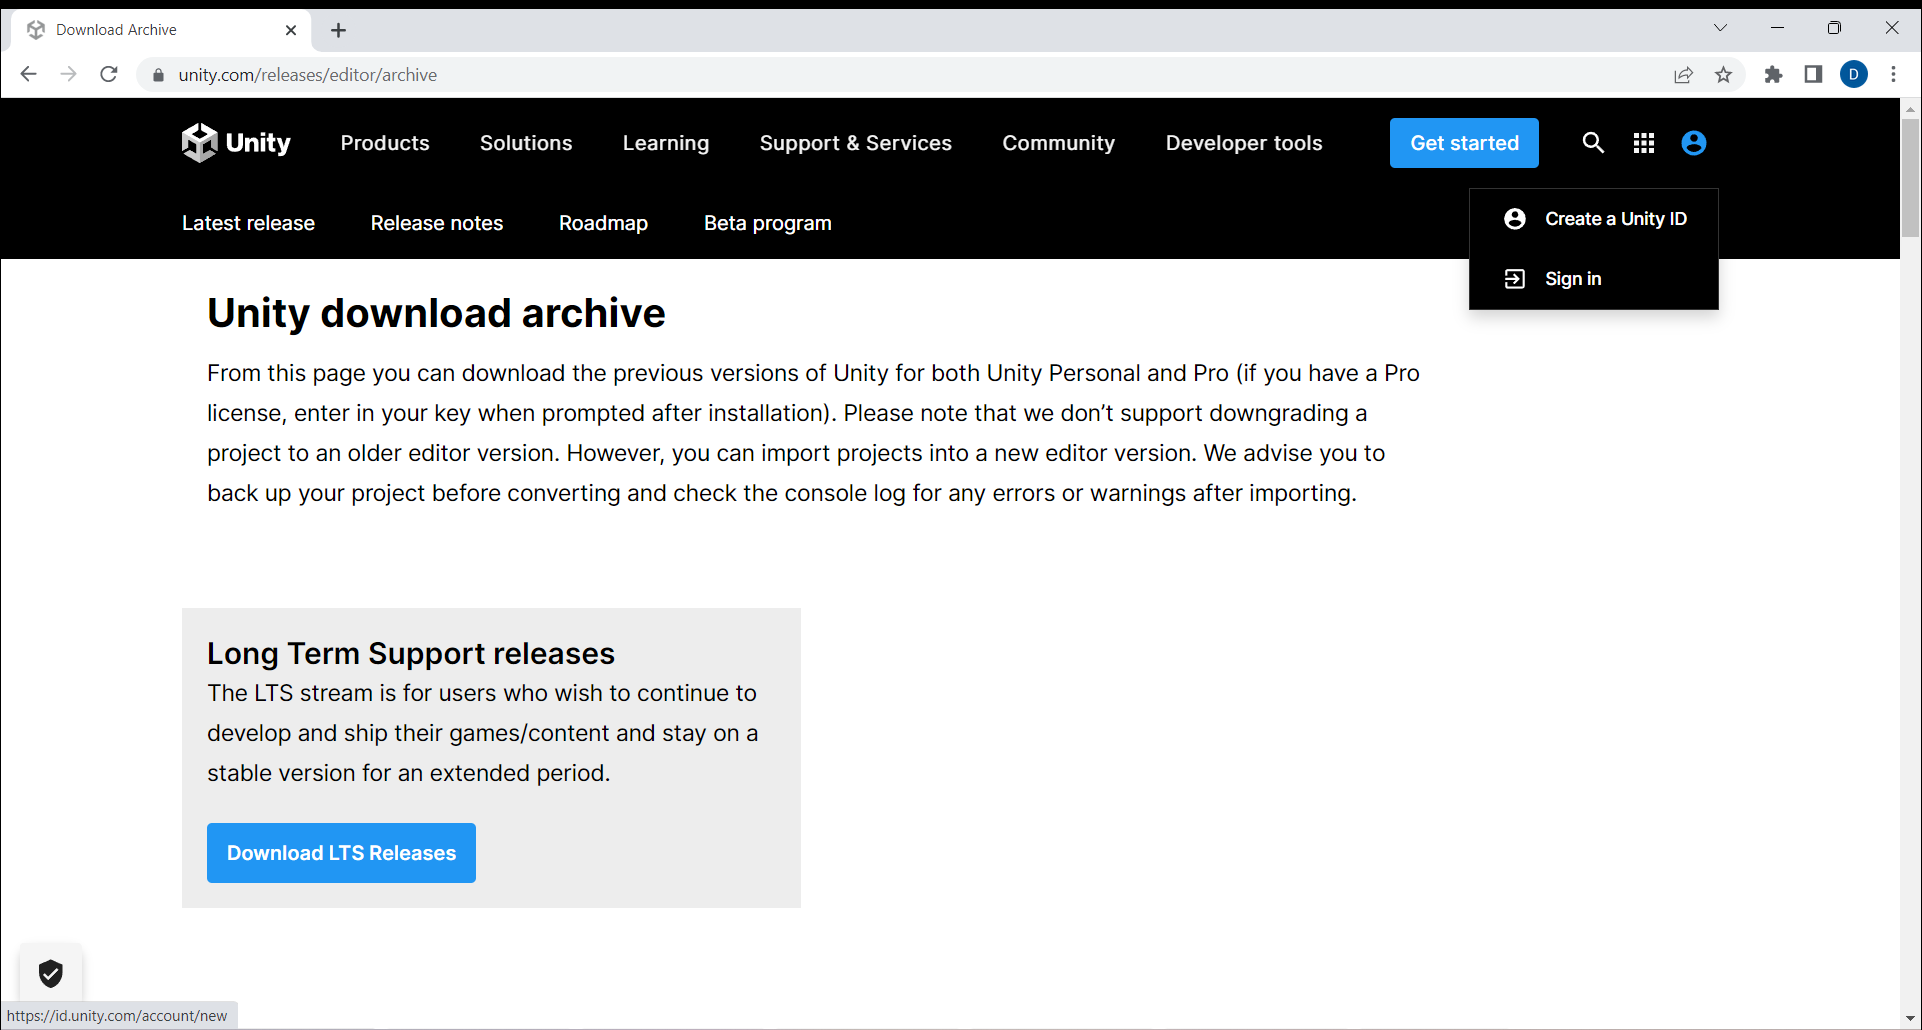 Download Archive
unity.com/releases/editor/archive
D
Unity
Products
Solutions
Learning
Support & Services
Community
Developer tools
Get started
Latest release
Release notes
Roadmap
Beta program
Create a Unity ID
Sign in
Unity download archive
From this page you can download the previous versions of Unity for both Unity Personal and Pro (if you have a Pro
license, enter in your key when prompted after installation). Please note that we don’t support downgrading a
project to an older editor version. However, you can import projects into a new editor version. We advise you to
back up your project before converting and check the console log for any errors or warnings after importing.
Long Term Support releases
The LTS stream is for users who wish to continue to
develop and ship their games/content and stay on a
stable version for an extended period.
Download LTS Releases
https://id.unity.com/account/new